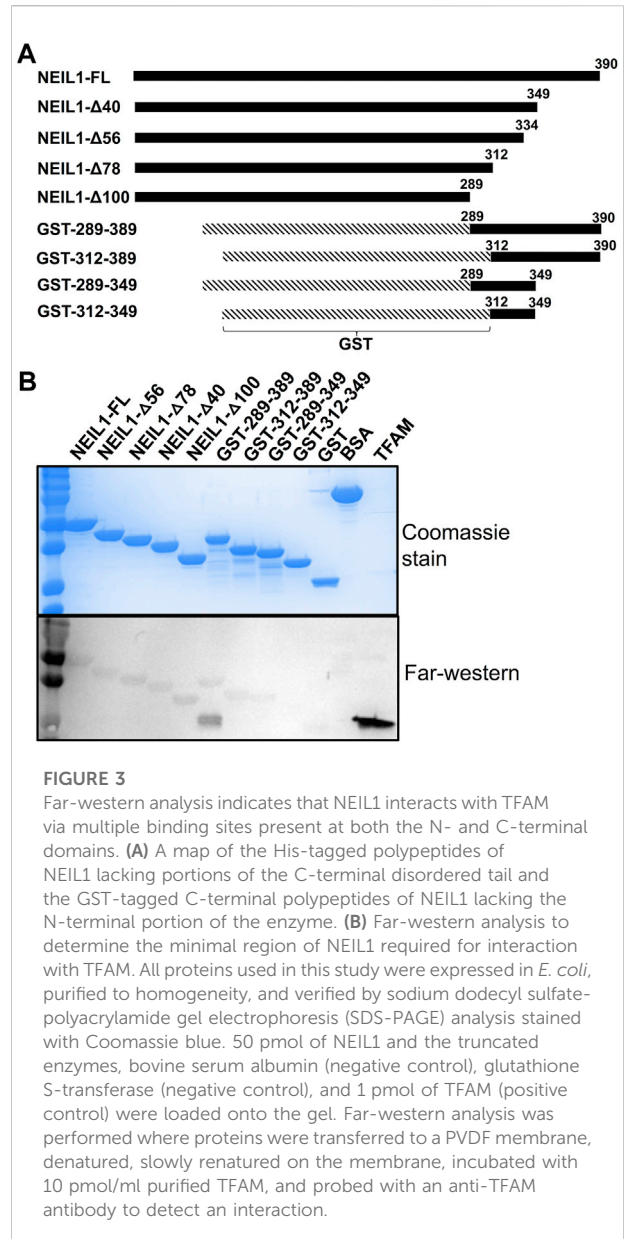 A
NEIL1-FL 390
NEIL1-Δ40 349
NEIL1-Δ56 334
NEIL1-Δ78 312
NEIL1-Δ100 289
GST-289-389 289 390
GST-312-389 312 390
GST-289-349 289 349
GST-312-349 312 349
GST
B
NEIL1-FL
NEIL1-Δ56
NEIL1-Δ78
NEIL1-Δ40
NEIL1-Δ100
GST-289-389
GST-312-389
GST-289-349
GST-312-349
GST
BSA
TFAM
Coomassie
stain
Far-western
FIGURE 3
Far-western analysis indicates that NEIL1 interacts with TFAM
via multiple binding sites present at both the N- and C-terminal
domains. (A) A map of the His-tagged polypeptides of
NEIL1 lacking portions of the C-terminal disordered tail and
the GST-tagged C-terminal polypeptides of NEIL1 lacking the
N-terminal portion of the enzyme. (B) Far-western analysis to
determine the minimal region of NEIL1 required for interaction
with TFAM. All proteins used in this study were expressed in E. coli,
purified to homogeneity, and verified by sodium dodecyl sulfate-
polyacrylamide gel electrophoresis (SDS-PAGE) analysis stained
with Coomassie blue. 50 pmol of NEIL1 and the truncated
enzymes, bovine serum albumin (negative control), glutathione
S-transferase (negative control), and 1 pmol of TFAM (positive
control) were loaded onto the gel. Far-western analysis was
performed where proteins were transferred to a PVDF membrane,
denatured, slowly renatured on the membrane, incubated with
10 pmol/ml purified TFAM, and probed with an anti-TFAM
antibody to detect an interaction.